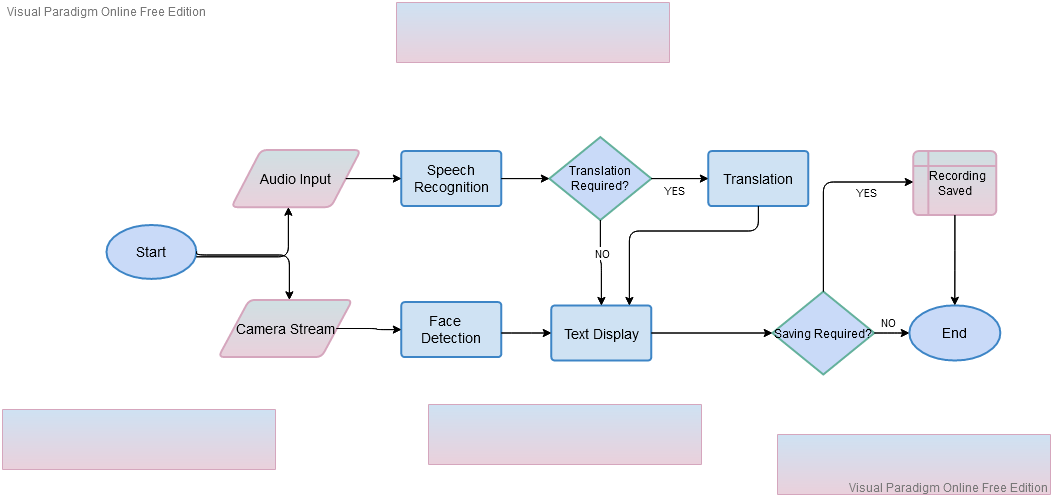 Visual Paradigm Online Free Edition
Audio Input
Speech
Recognition
Translation
Required?
YES
Translation
Recording
Saved
YES
Start
NO
Camera Stream
Face
Detection
Text Display
Saving Required?
NO
End
Visual Paradigm Online Free Edition